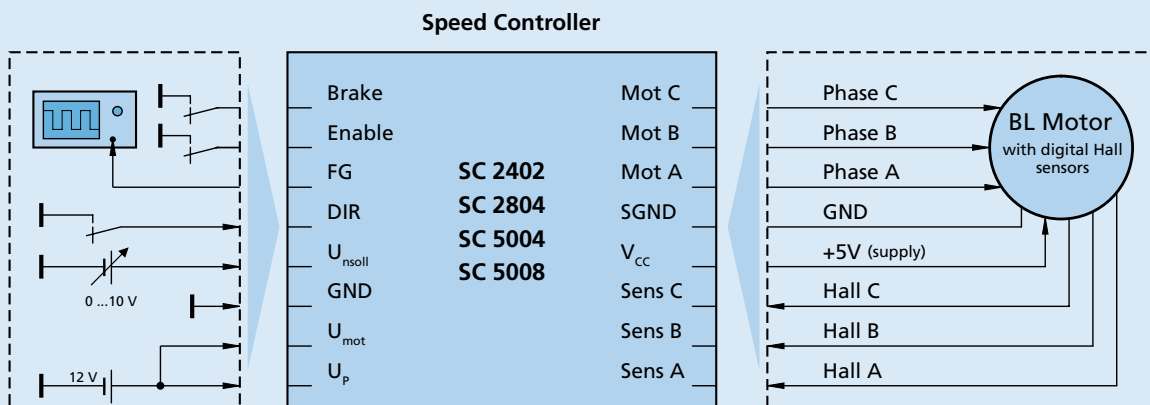 Speed Controller
0 ...10 V
12 V
Brake
Enable
FG
DIR
Unsoll
GND
Umot
UP
SC 2402
SC 2804
SC 5004
SC 5008
Mot C
Mot B
Mot A
SGND
VCC
Sens C
Sens B
Sens A
Phase C
Phase B
Phase A
GND
+5V (supply)
Hall C
Hall B
Hall A
BL Motor
with digital Hall
sensors